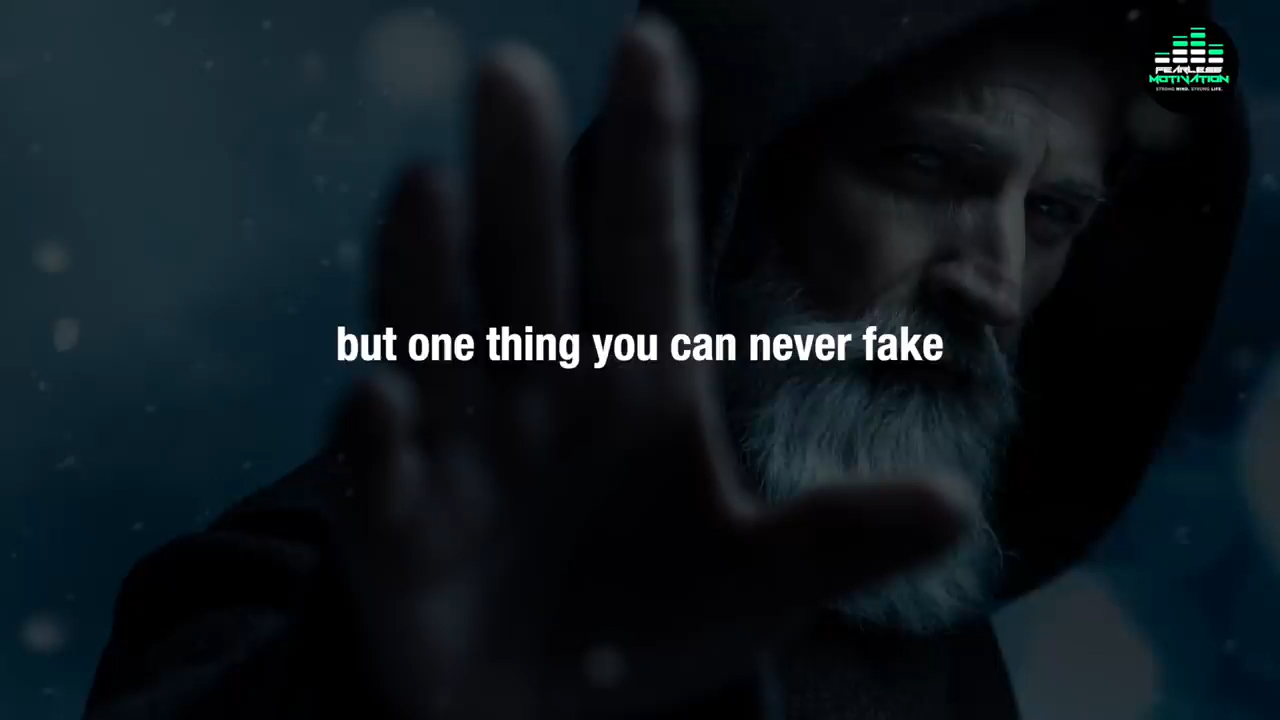 FEARLESS
MOTIVATION
STRONG MIND. STRONG LIFE.
but one thing you can never fake